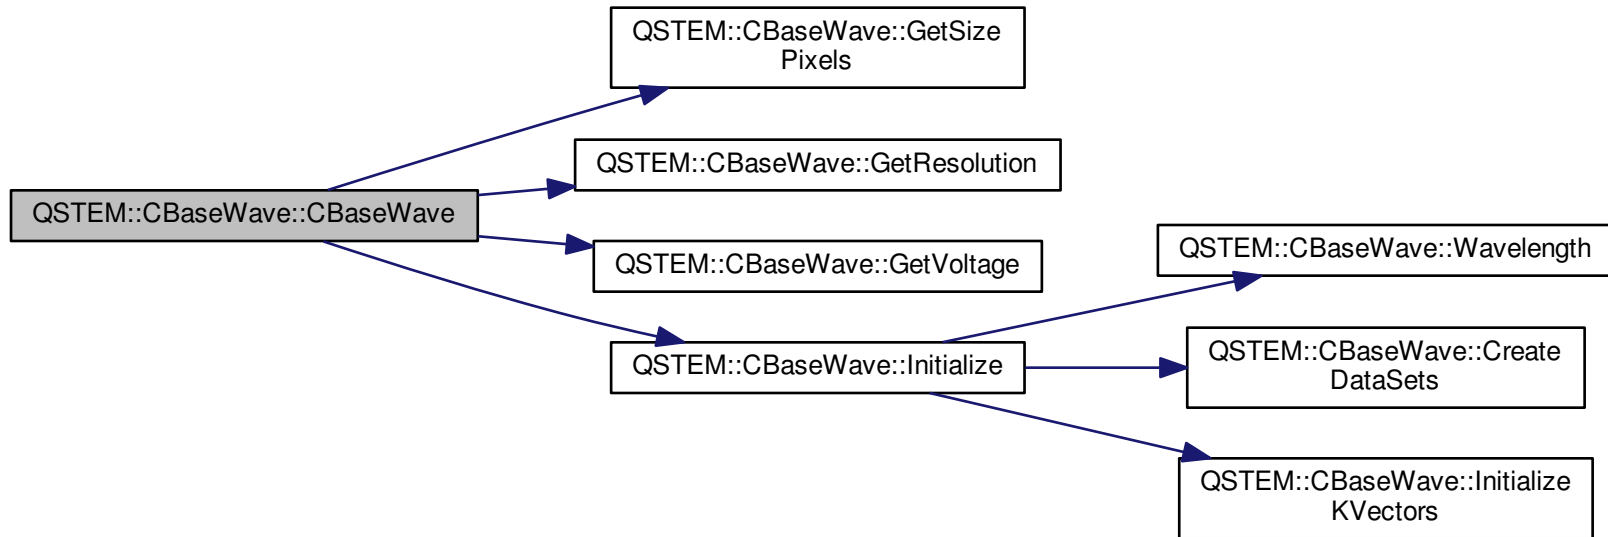 QSTEM::CBaseWave::CBaseWave
QSTEM::CBaseWave::GetSize
Pixels
QSTEM::CBaseWave::GetResolution
QSTEM::CBaseWave::GetVoltage
QSTEM::CBaseWave::Initialize
QSTEM::CBaseWave::Wavelength
QSTEM::CBaseWave::Create
DataSets
QSTEM::CBaseWave::Initialize
KVectors